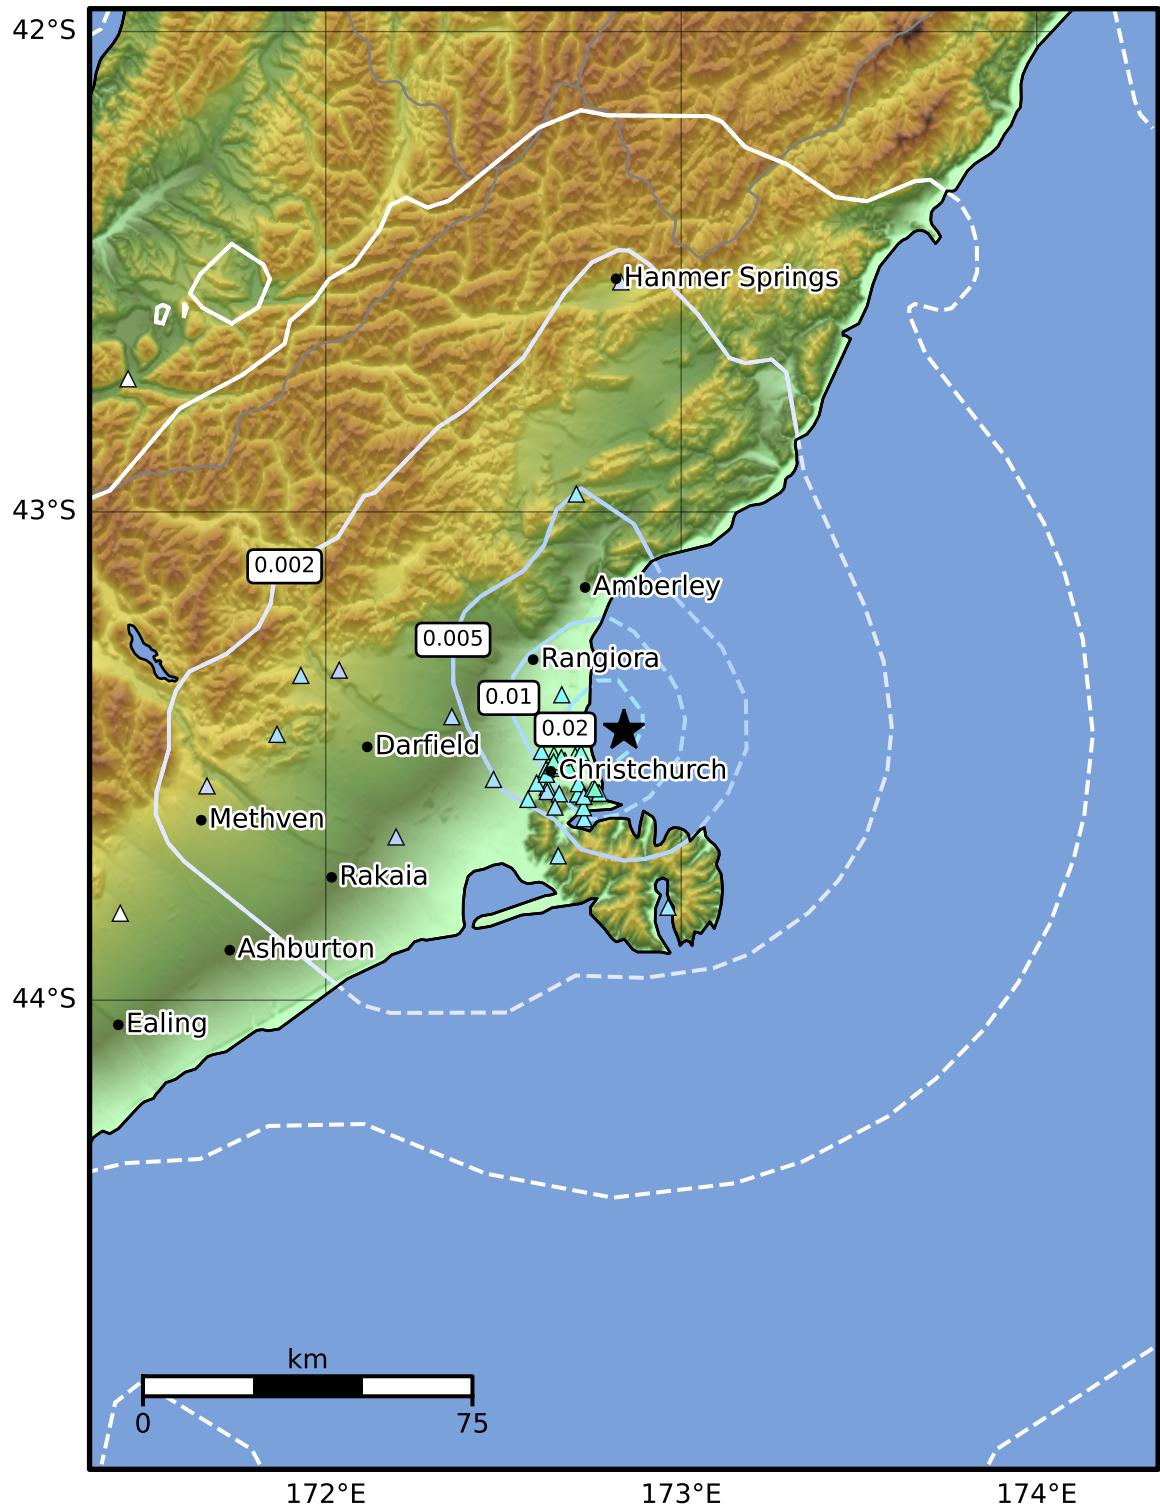 42°S
Hanmer Springs
43°S
0.002
Amberley
0.005
Rangiora
0.01
0.02
Darfield
Christchurch
Methven
Rakaia
Ashburton
44°S
Ealing
km
0 75
172°E 173°E 174°E